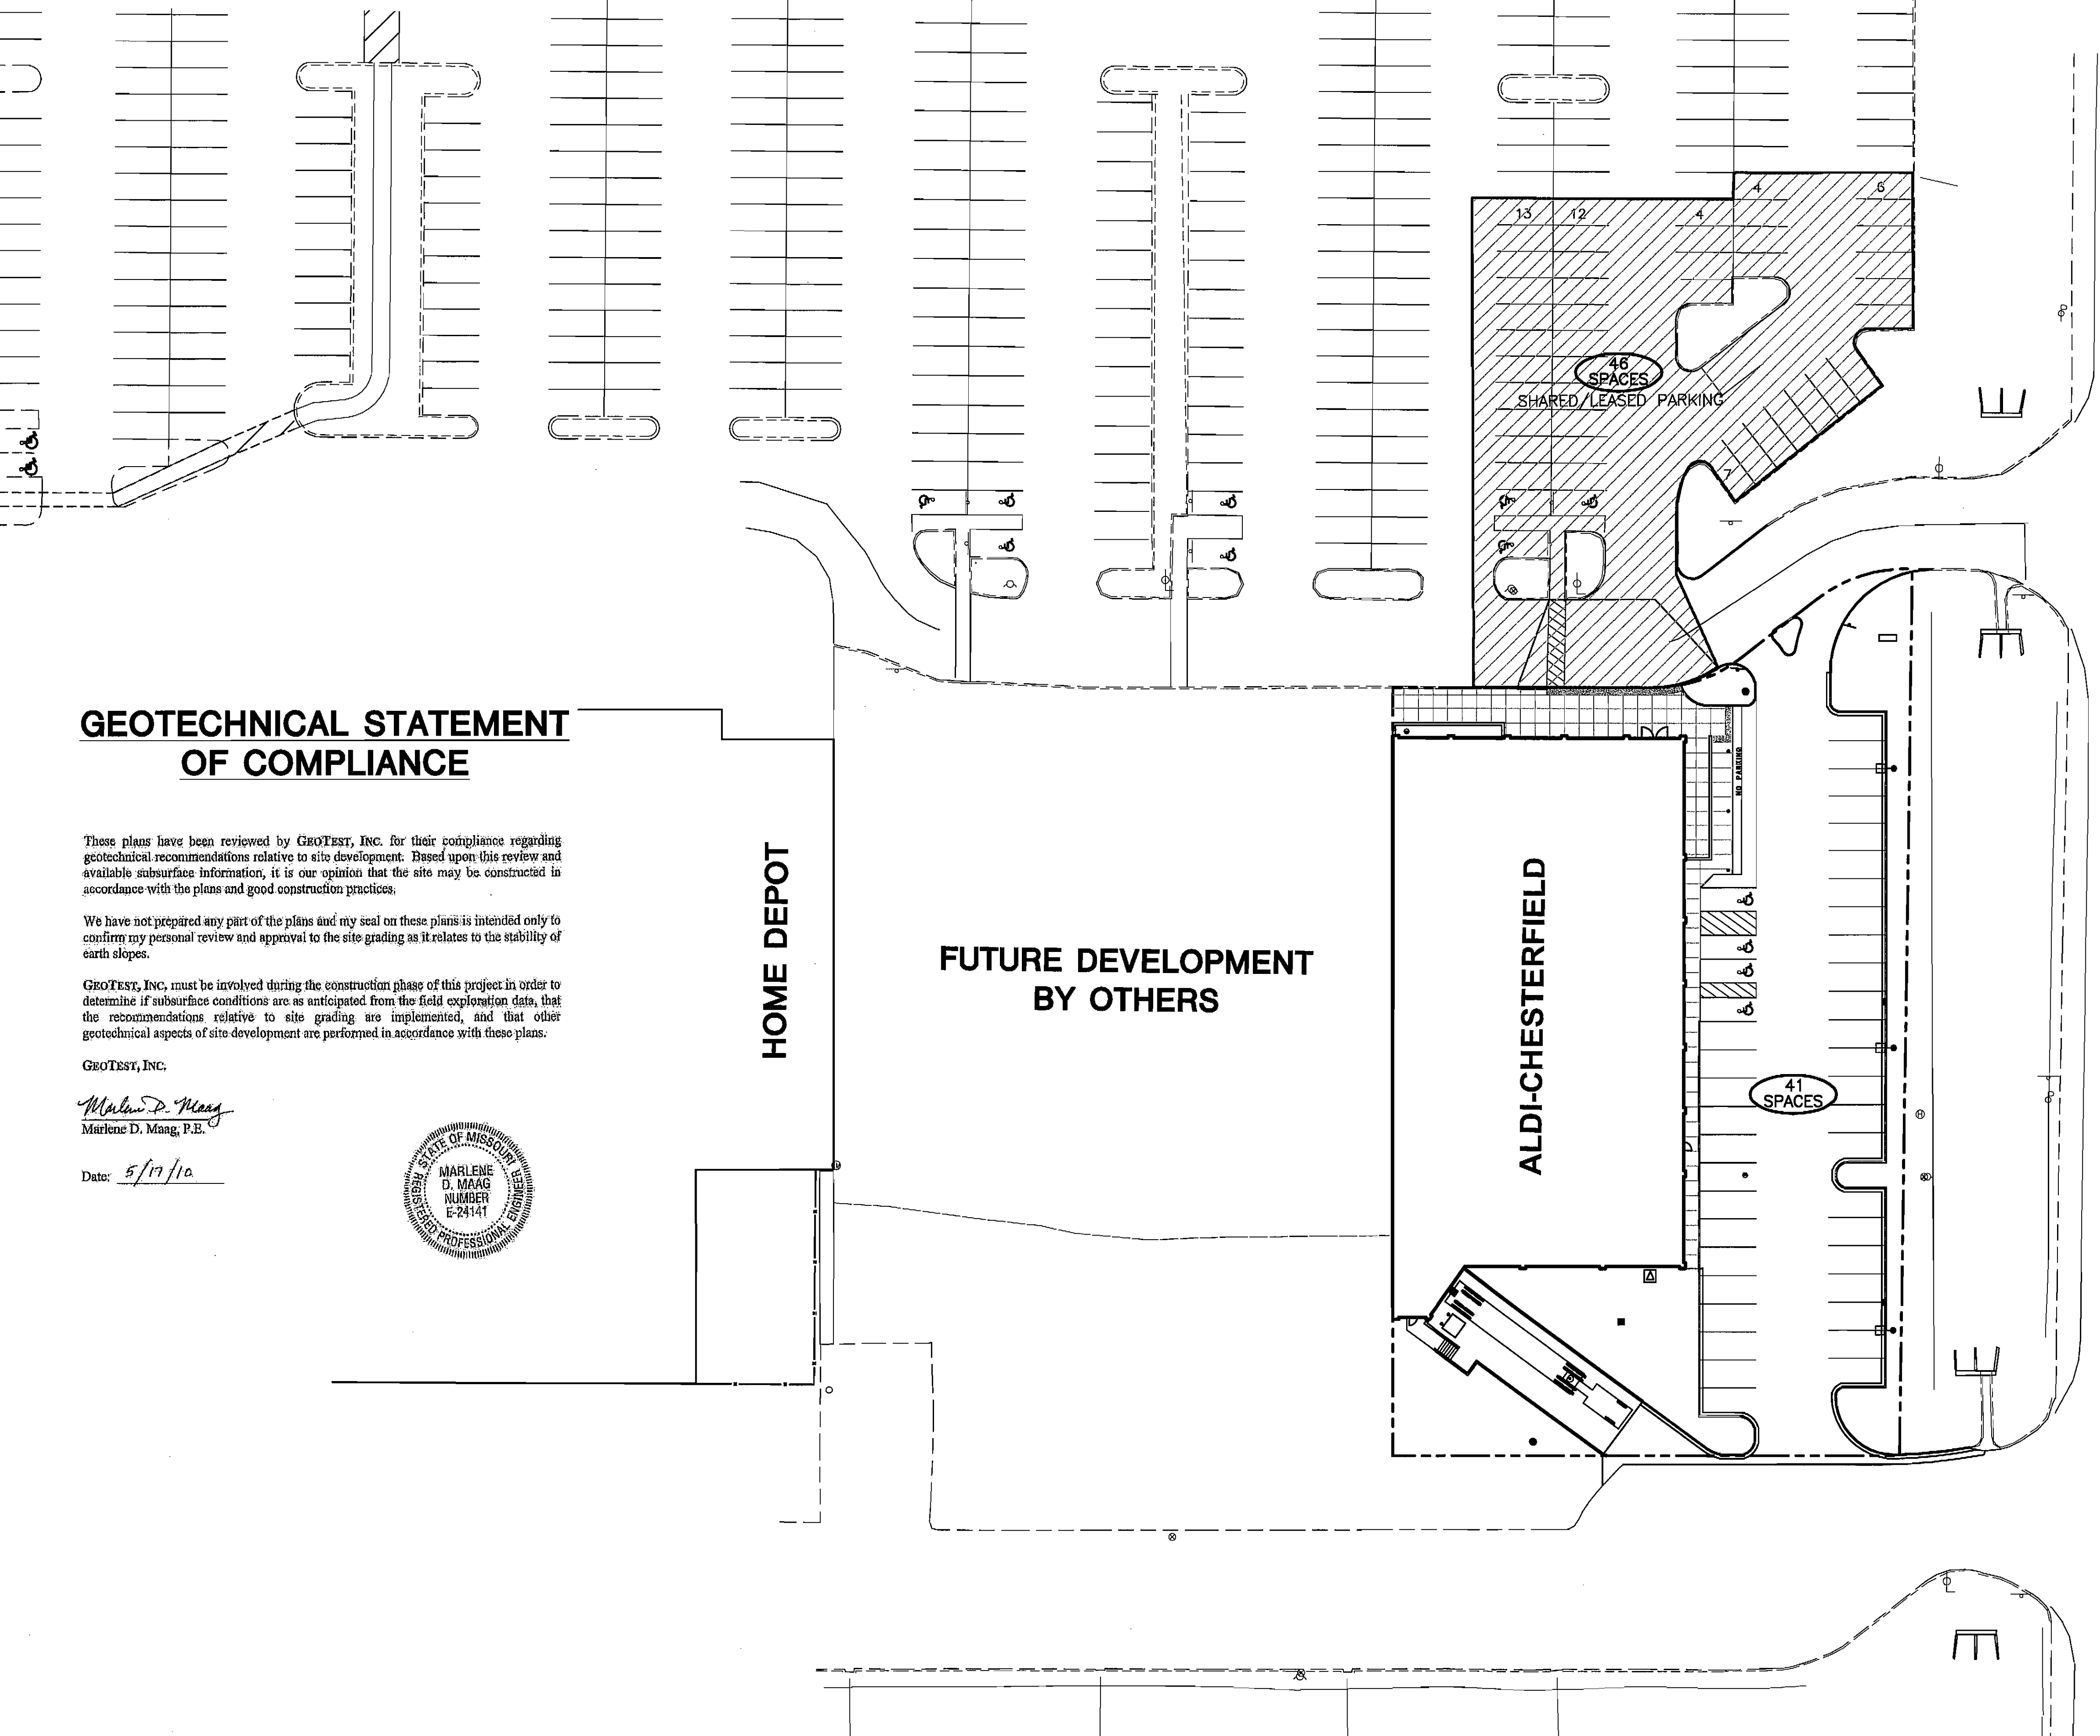 4
6
13
12
4
46
SPACES
SHARED/LEASED PARKING
7
GEOTECHNICAL STATEMENT
OF COMPLIANCE
These plans have been reviewed by GEOTEST, INC. for their compliance regarding
geotechnical recommendations relative to site development. Based upon this review and
available subsurface information, it is our opinion that the site may be constructed in
accordance with the plans and good construction practices.
We have not prepared any part of the plans and my seal on these plans is intended only to
confirm my personal review and approval to the site grading as it relates to the stability of
earth slopes.
GEOTEST, INC. must be involved during the construction phase of this project in order to
determine if subsurface conditions are as anticipated from the field exploration data, that
the recommendations relative to site grading are implemented, and that other
geotechnical aspects of site development are performed in accordance with these plans.
GEOTEST, INC.
Marlene D. Maag
Marlene D. Maag, P.E.
Date: 5/17/10
STATE OF MISSOURI
MARLENE
D. MAAG
NUMBER
E-24141
REGISTERED PROFESSIONAL ENGINEER
HOME DEPOT
FUTURE DEVELOPMENT
BY OTHERS
ALDI-CHESTERFIELD
NO PARKING
41
SPACES